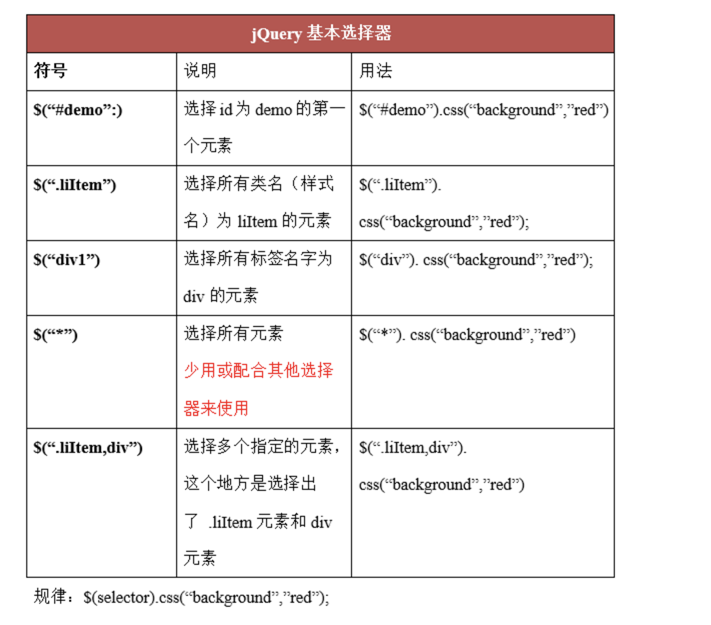 jQuery 基本选择器
符号
说明
用法
$(“#demo”:)
选择 id 为 demo 的第一
个元素
$(“#demo”).css(“background”,”red”)
$(“.liItem”)
选择所有类名（样式
名）为 liItem 的元素
$(“.liItem”).
css(“background”,”red”);
$(“div1”)
选择所有标签名字为
div 的元素
$(“div”). css(“background”,”red”);
$(“*”)
选择所有元素
少用或配合其他选择
器来使用
$(“*”). css(“background”,”red”)
$(“.liItem,div”)
选择多个指定的元素，
这个地方是选择出
了 .liItem 元素和 div
元素
$(“.liItem,div”).
css(“background”,”red”)
规律：$(selector).css(“background”,”red”);